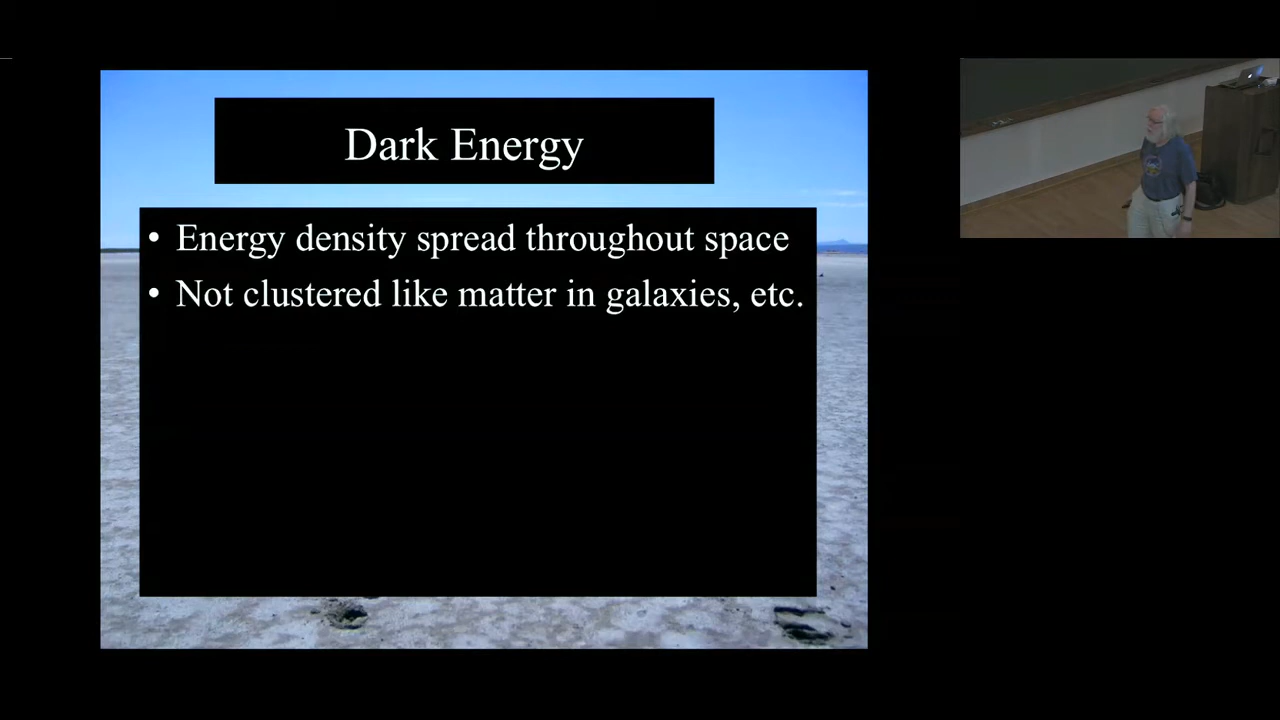 Dark Energy
• Energy density spread throughout space
• Not clustered like matter in galaxies, etc.